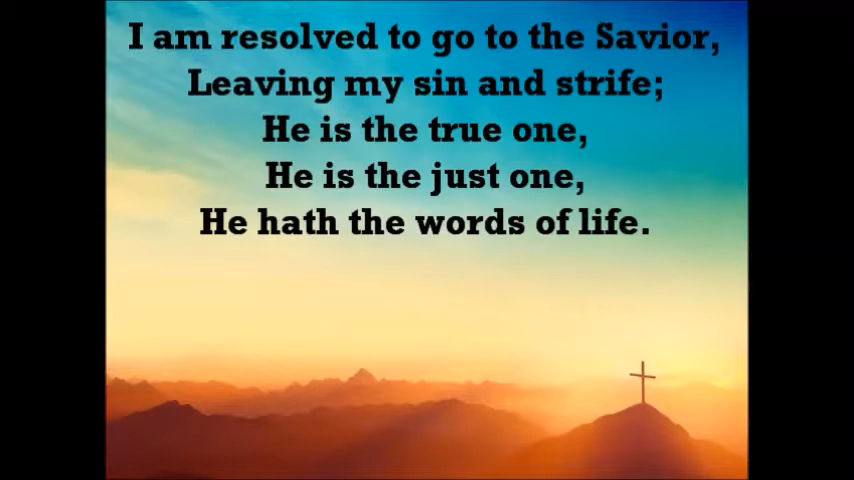 I am resolved to go to the Savior,
Leaving my sin and strife;
He is the true one,
He is the just one,
He hath the words of life.